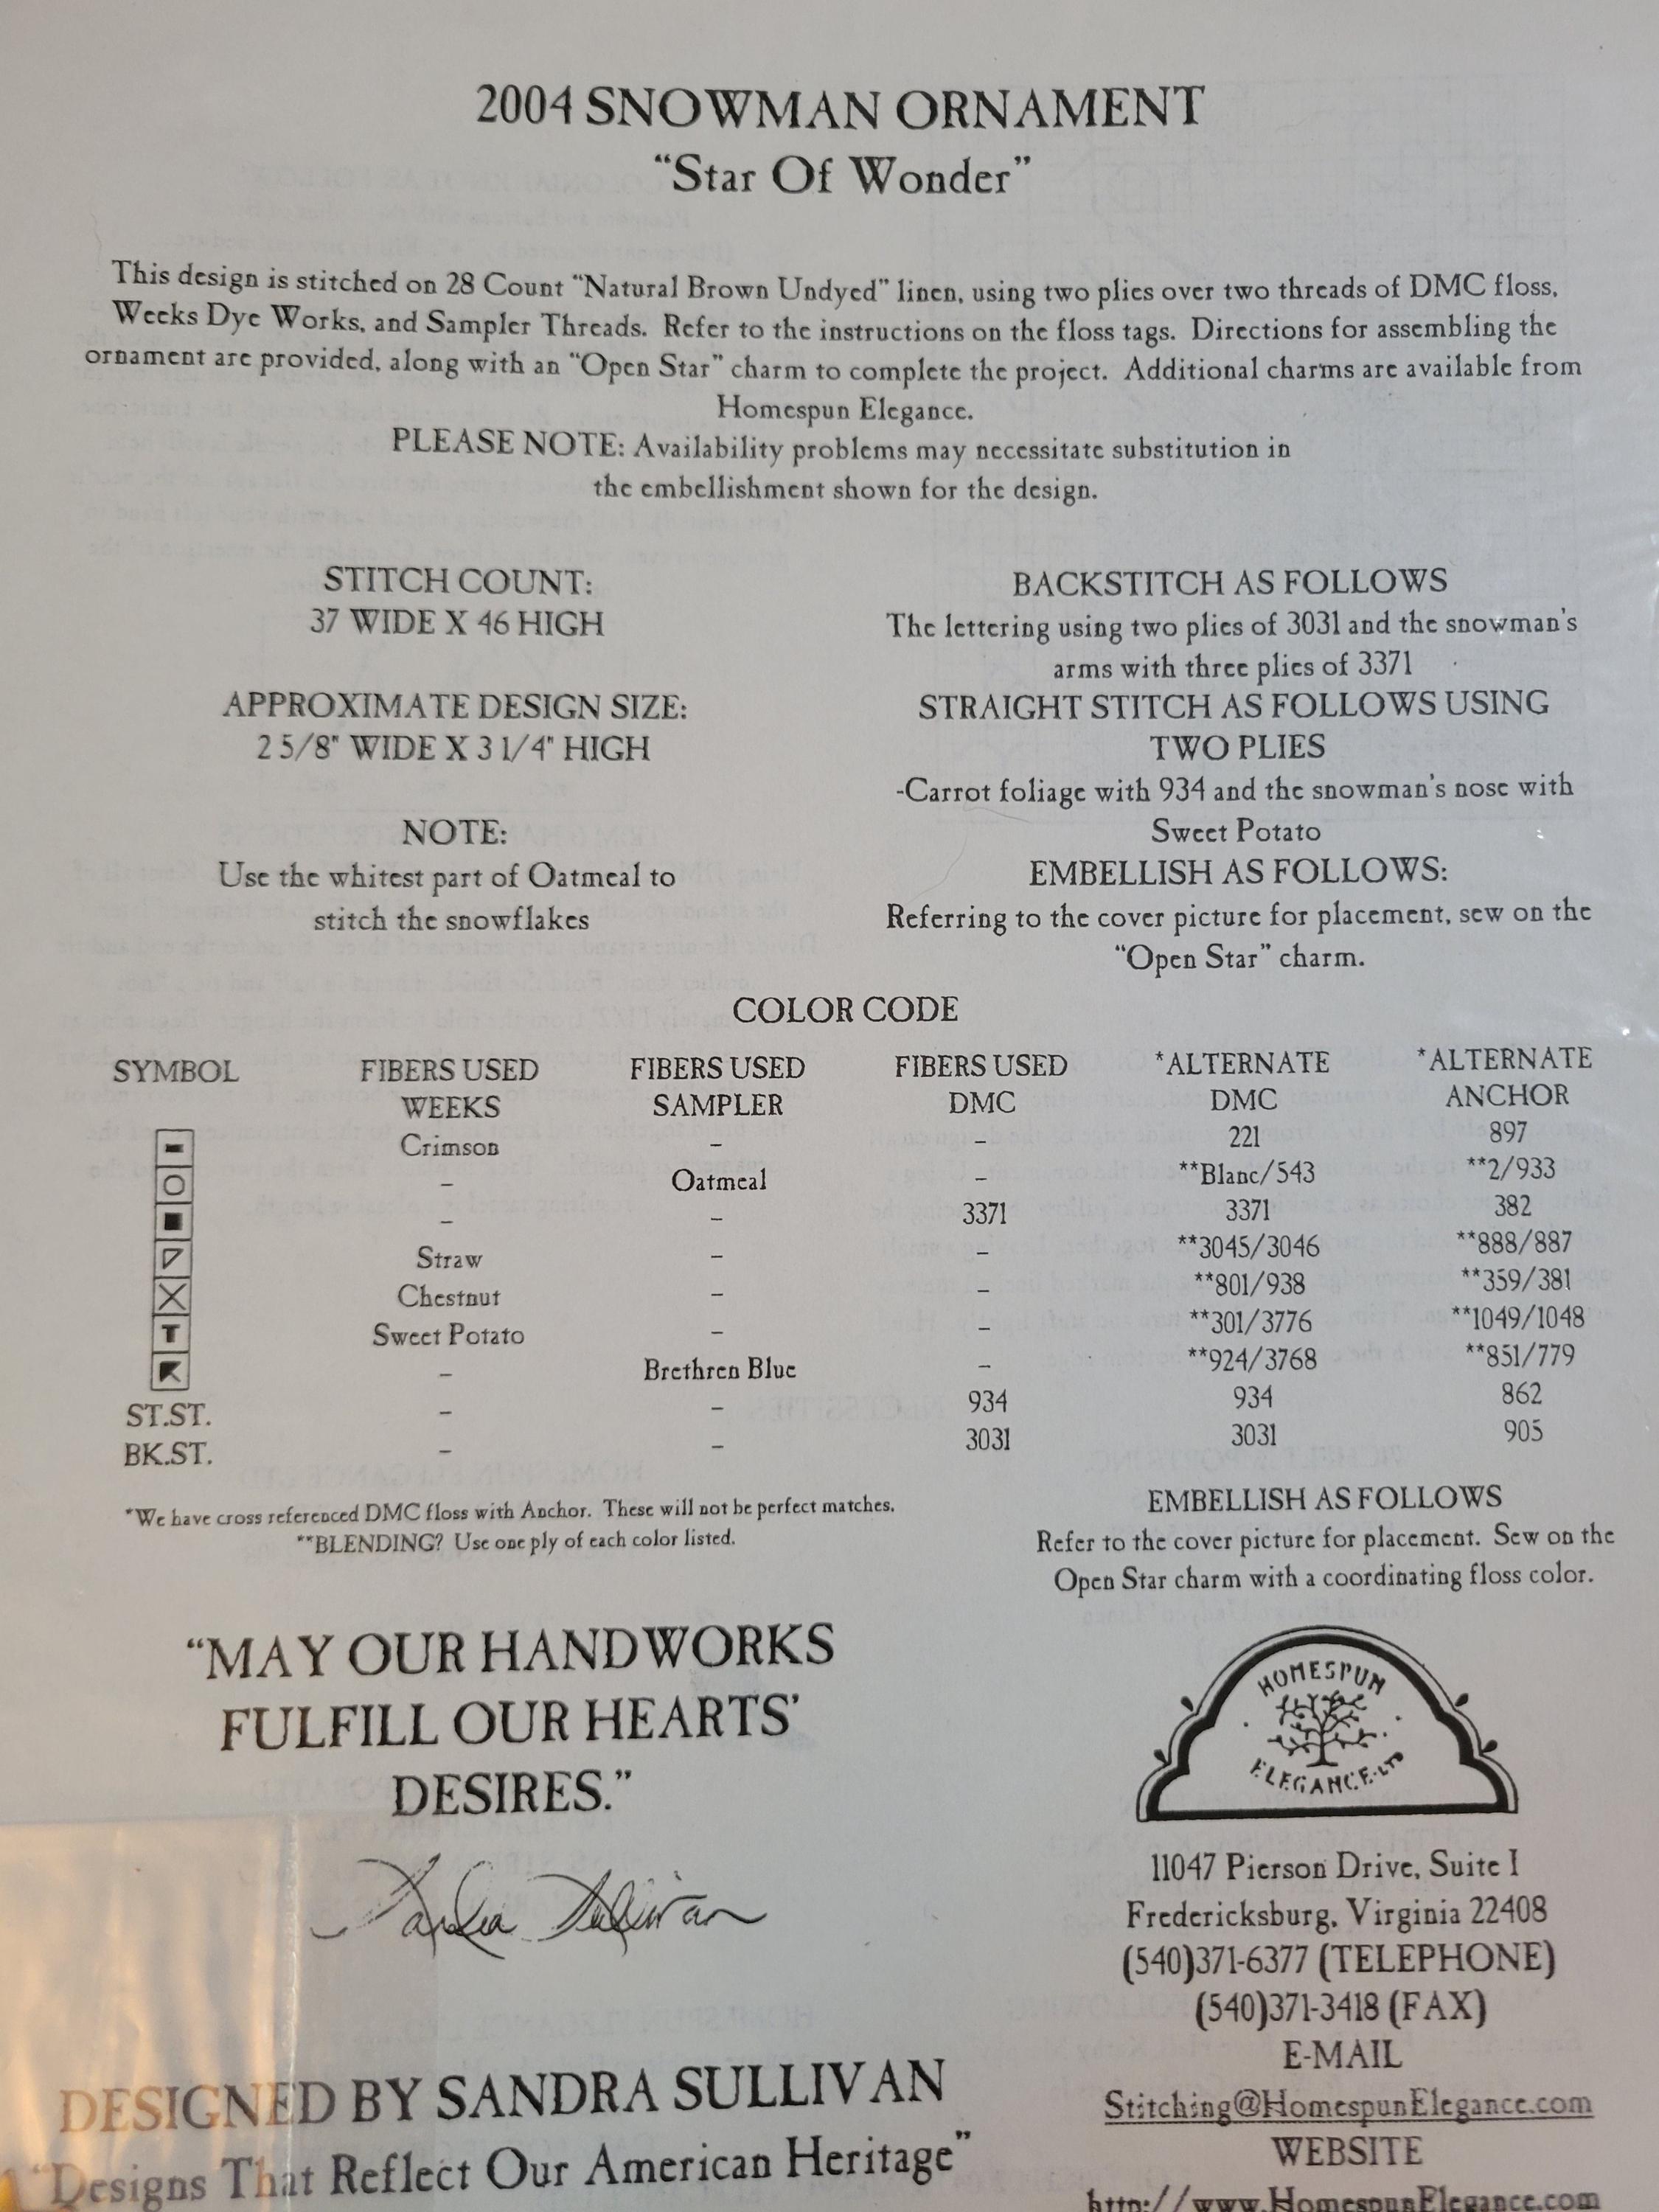 2004 SNOWMAN ORNAMENT
“Star Of Wonder”
This design is stitched on 28 Count “Natural Brown Undyed” linen, using two plies over two threads of DMC floss,
Weeks Dye Works, and Sampler Threads. Refer to the instructions on the floss tags. Directions for assembling the
ornament are provided, along with an “Open Star” charm to complete the project. Additional charms are available from
Homespun Elegance.
PLEASE NOTE: Availability problems may necessitate substitution in
the embellishment shown for the design.
STITCH COUNT:
37 WIDE X 46 HIGH
APPROXIMATE DESIGN SIZE:
2 5/8" WIDE X 3 1/4" HIGH
NOTE:
Use the whitest part of Oatmeal to
stitch the snowflakes
BACKSTITCH AS FOLLOWS
The lettering using two plies of 3031 and the snowman's
arms with three plies of 3371
STRAIGHT STITCH AS FOLLOWS USING
TWO PLIES
-Carrot foliage with 934 and the snowman's nose with
Sweet Potato
EMBELLISH AS FOLLOWS:
Referring to the cover picture for placement, sew on the
“Open Star” charm.
COLOR CODE
SYMBOL FIBERS USED FIBERS USED FIBERS USED *ALTERNATE *ALTERNATE
WEEKS SAMPLER DMC DMC ANCHOR
Crimson – – 221 897
– Oatmeal – **Blanc/543 **2/933
– – 3371 3371 382
Straw – – **3045/3046 **888/887
Chestnut – – **801/938 **359/381
T Sweet Potato – – **301/3776 **1049/1048
– Brethren Blue – **924/3768 **851/779
ST.ST. – – 934 934 862
BK.ST. – – 3031 3031 905
*We have cross referenced DMC floss with Anchor. These will not be perfect matches.
**BLENDING? Use one ply of each color listed.
EMBELLISH AS FOLLOWS
Refer to the cover picture for placement. Sew on the
Open Star charm with a coordinating floss color.
“MAY OUR HANDWORKS
FULFILL OUR HEARTS'
DESIRES.”
Sandra Sullivan
DESIGNED BY SANDRA SULLIVAN
“Designs That Reflect Our American Heritage”
HOMESPUN
ELEGANCE·LTD
11047 Pierson Drive, Suite I
Fredericksburg, Virginia 22408
(540)371-6377 (TELEPHONE)
(540)371-3418 (FAX)
E-MAIL
Stitching@HomespunElegance.com
WEBSITE
http://www.HomespunElegance.com